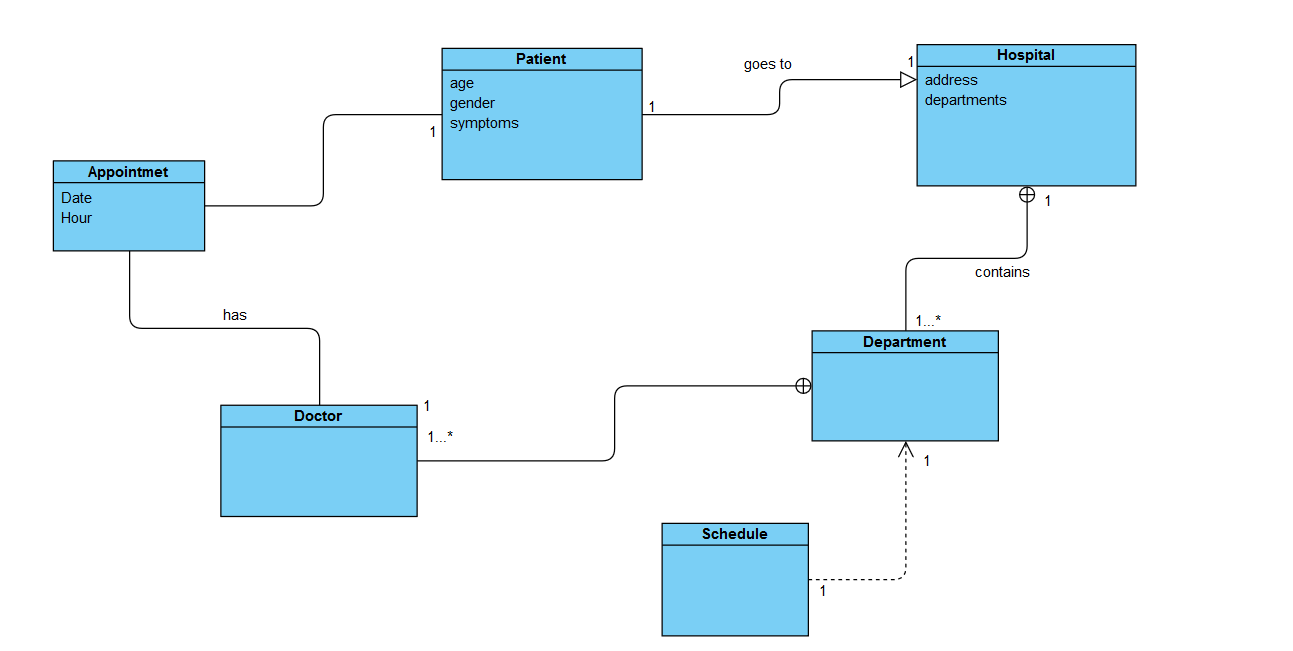 Patient
age
gender
symptoms
1
1
goes to
1
Hospital
address
departments
1
contains
1...*
Appointmet
Date
Hour
has
Doctor
1
1...*
Department
1
Schedule
1